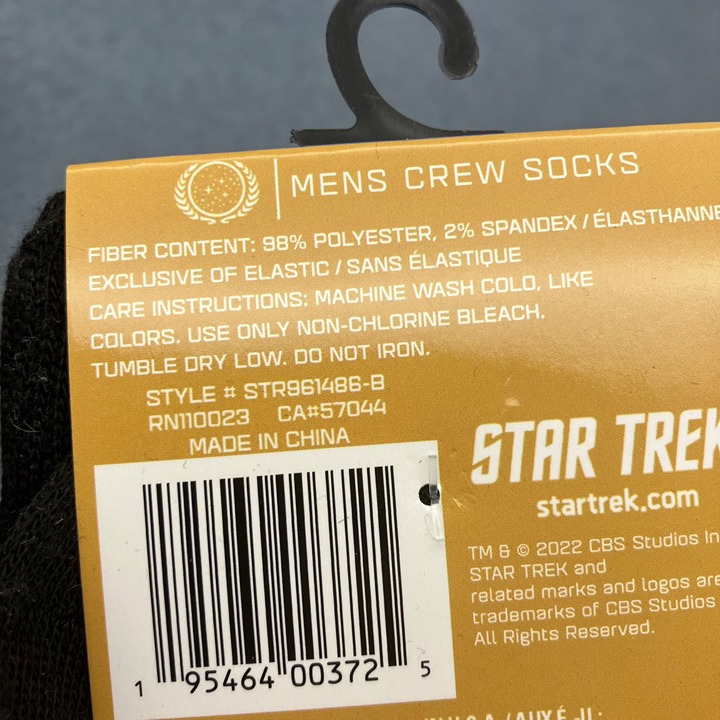 MENS CREW SOCKS
FIBER CONTENT: 98% POLYESTER, 2% SPANDEX / ÉLASTHANNE
EXCLUSIVE OF ELASTIC / SANS ÉLASTIQUE
CARE INSTRUCTIONS: MACHINE WASH COLD, LIKE
COLORS. USE ONLY NON-CHLORINE BLEACH.
TUMBLE DRY LOW. DO NOT IRON.
STYLE # STR961486-B
RN110023 CA#57044
MADE IN CHINA
1 95464 00372 5
STAR TREK
startrek.com
TM & © 2022 CBS Studios In
STAR TREK and
related marks and logos are
trademarks of CBS Studios
All Rights Reserved.